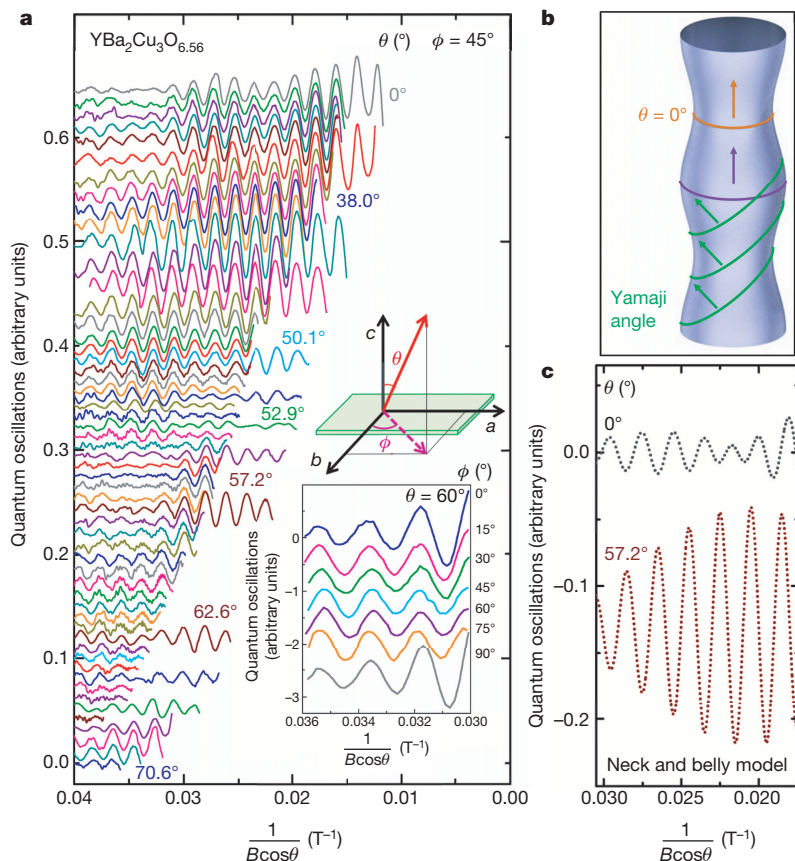 a
YBa₂Cu₃O₆.₅₆
θ (°) ϕ = 45°
0°
38.0°
50.1°
52.9°
57.2°
62.6°
70.6°
Quantum oscillations (arbitrary units)
0.6
0.5
0.4
0.3
0.2
0.1
0.0
0.04 0.03 0.02 0.01 0.00
1
Bcosθ (T⁻¹)
c
θ
a
ϕ
b
θ = 60°
ϕ (°)
0°
15°
30°
45°
60°
75°
90°
Quantum oscillations
(arbitrary units)
0
−1
−2
−3
0.036 0.034 0.032 0.030
1
Bcosθ (T⁻¹)
b
θ = 0°
Yamaji
angle
c
θ (°)
0°
57.2°
Quantum oscillations (arbitrary units)
0.0
−0.1
−0.2
Neck and belly model
0.030 0.025 0.020
1
Bcosθ (T⁻¹)